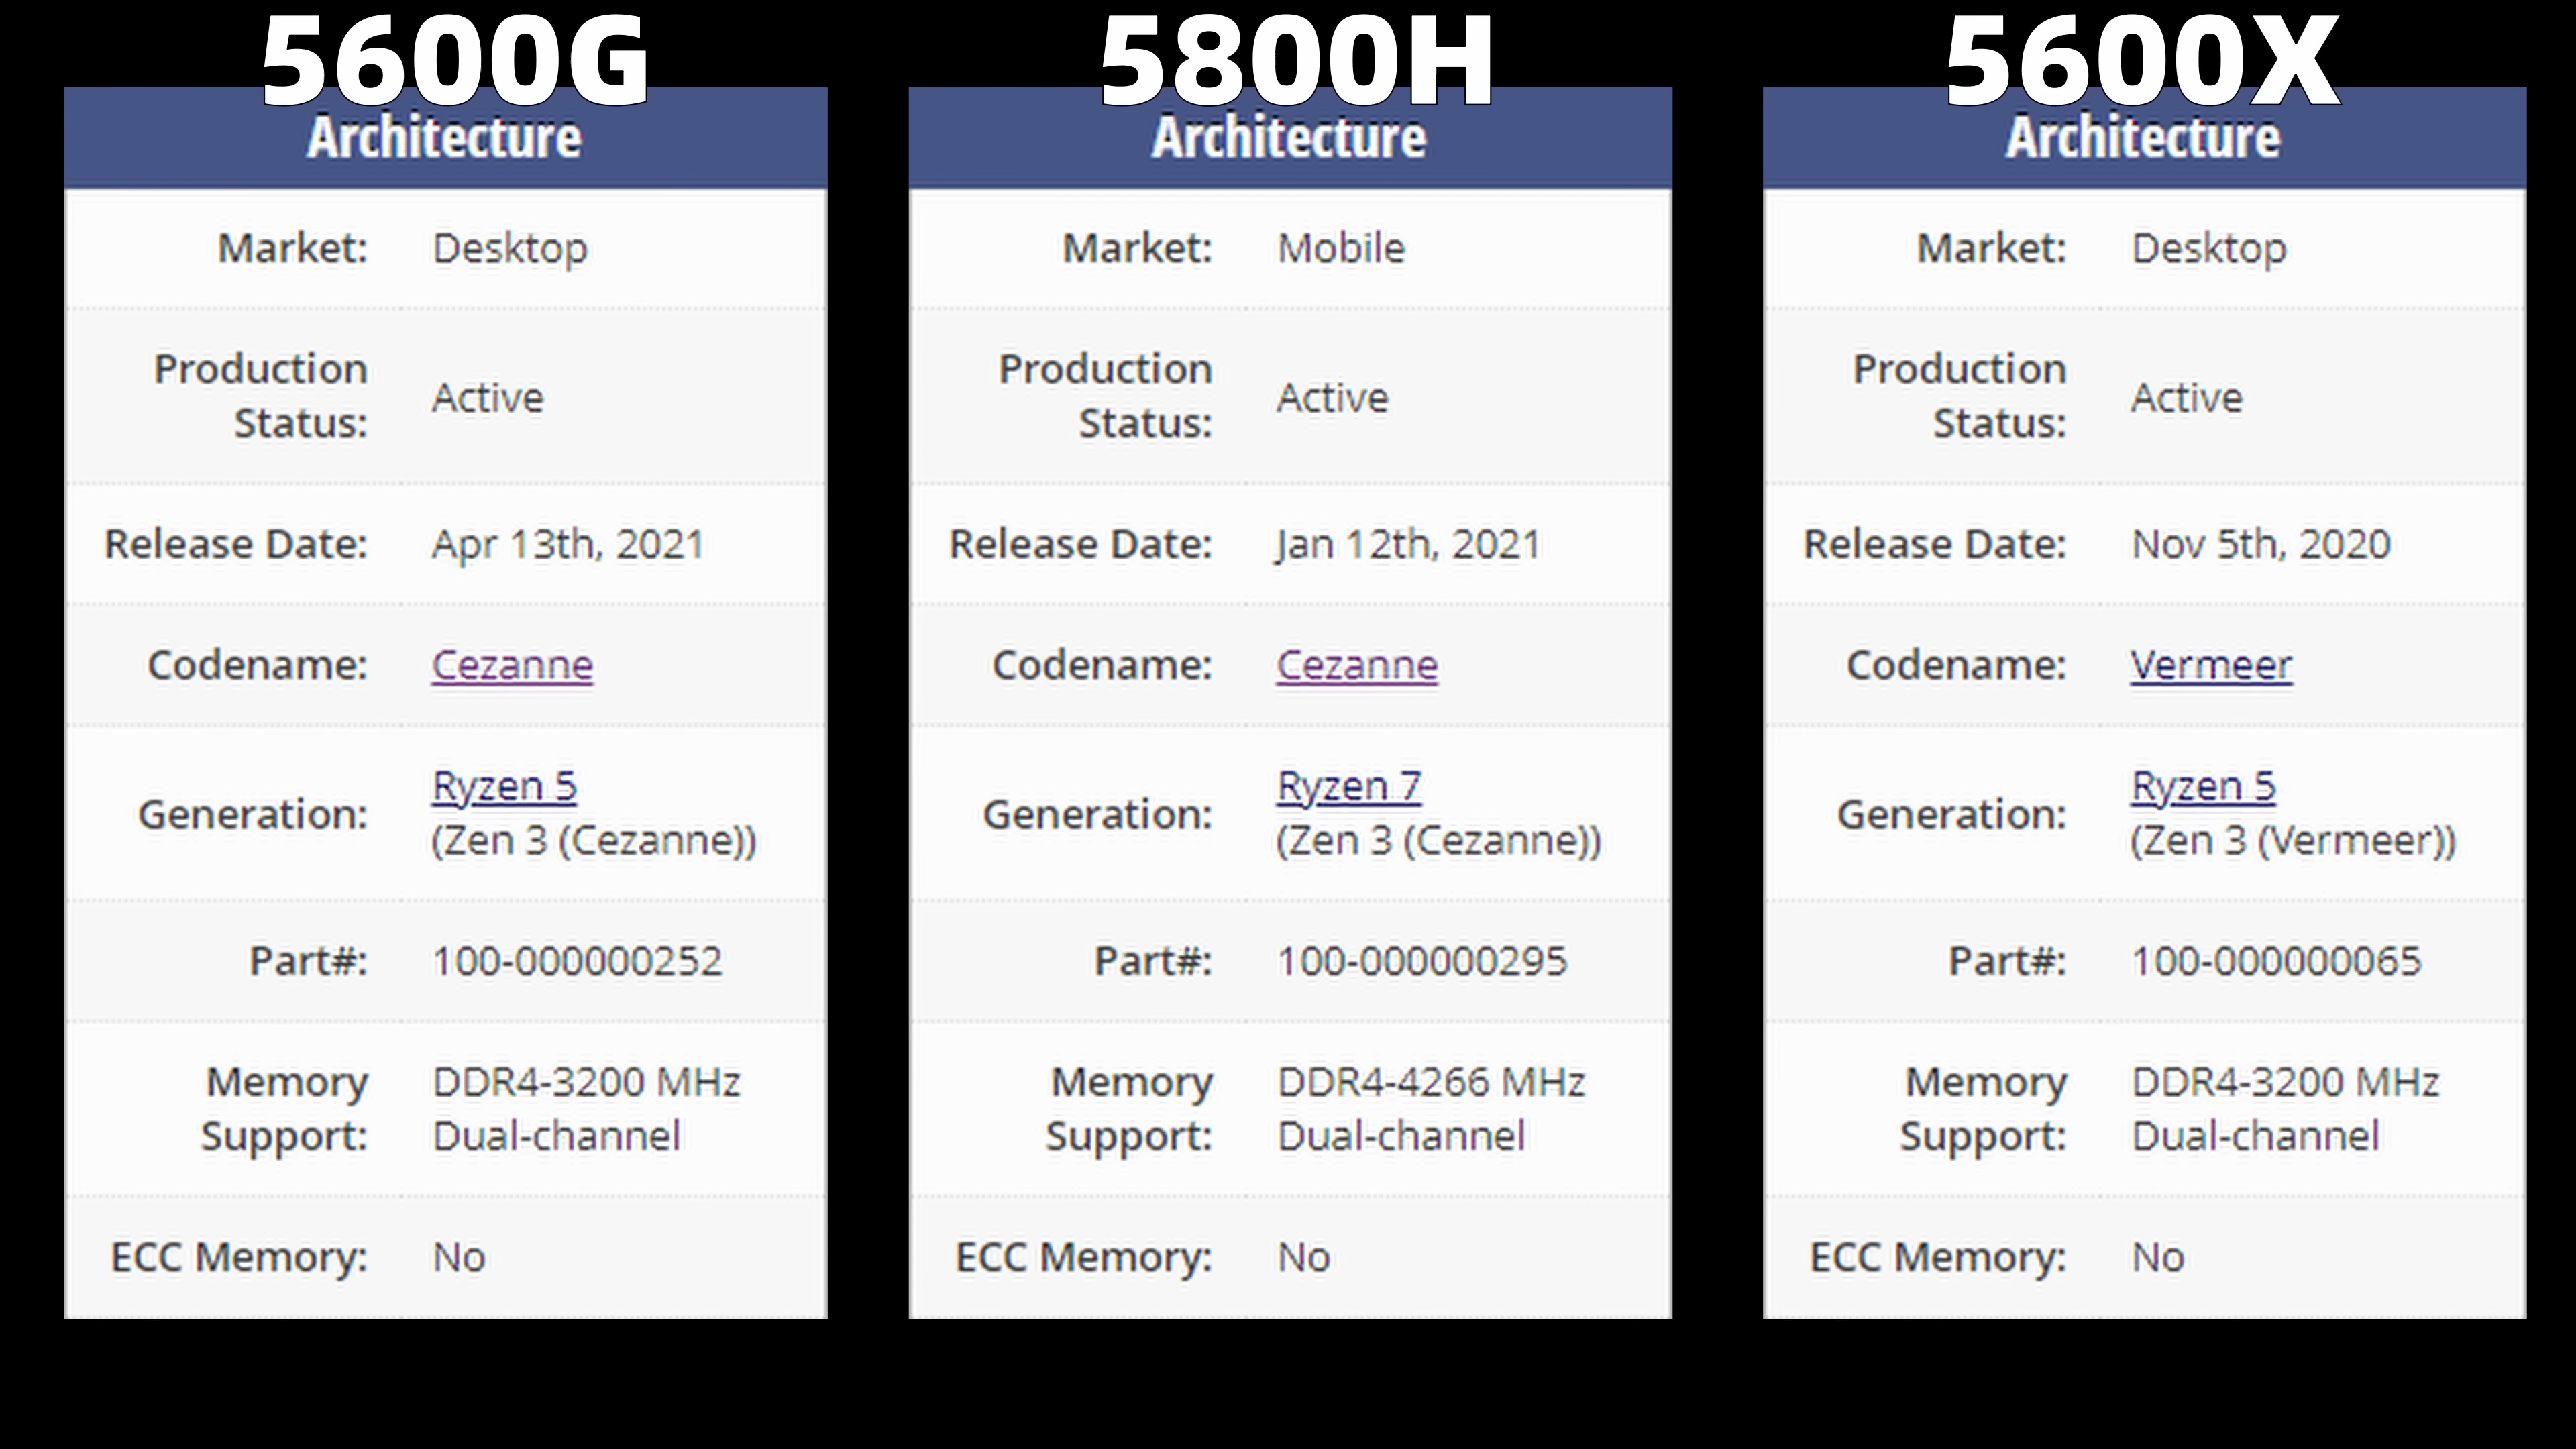 5600G
Architecture
Market: Desktop
Production
Status: Active
Release Date: Apr 13th, 2021
Codename: Cezanne
Generation: Ryzen 5
(Zen 3 (Cezanne))
Part#: 100-000000252
Memory DDR4-3200 MHz
Support: Dual-channel
ECC Memory: No
5800H
Architecture
Market: Mobile
Production
Status: Active
Release Date: Jan 12th, 2021
Codename: Cezanne
Generation: Ryzen 7
(Zen 3 (Cezanne))
Part#: 100-000000295
Memory DDR4-4266 MHz
Support: Dual-channel
ECC Memory: No
5600X
Architecture
Market: Desktop
Production
Status: Active
Release Date: Nov 5th, 2020
Codename: Vermeer
Generation: Ryzen 5
(Zen 3 (Vermeer))
Part#: 100-000000065
Memory DDR4-3200 MHz
Support: Dual-channel
ECC Memory: No